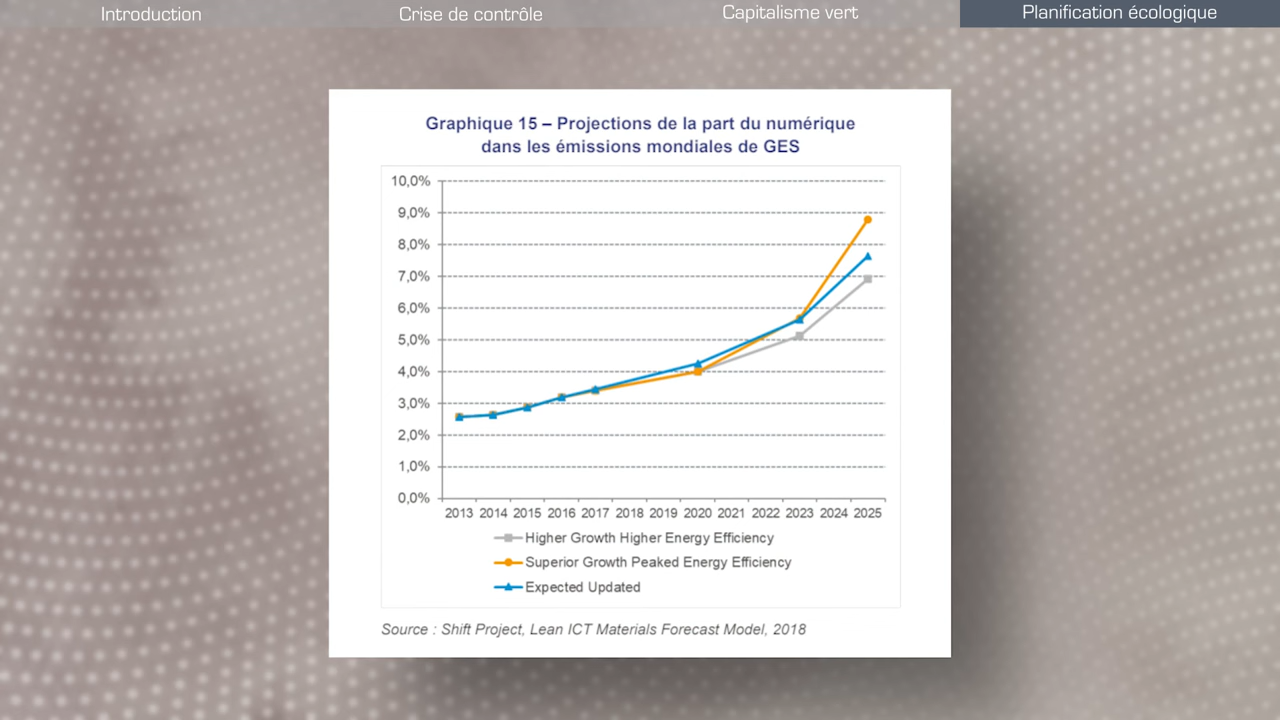 Introduction
Crise de contrôle
Capitalisme vert
Planification écologique
Graphique 15 – Projections de la part du numérique
dans les émissions mondiales de GES
10,0%
9,0%
8,0%
7,0%
6,0%
5,0%
4,0%
3,0%
2,0%
1,0%
0,0%
2013 2014 2015 2016 2017 2018 2019 2020 2021 2022 2023 2024 2025
Higher Growth Higher Energy Efficiency
Superior Growth Peaked Energy Efficiency
Expected Updated
Source : Shift Project, Lean ICT Materials Forecast Model, 2018